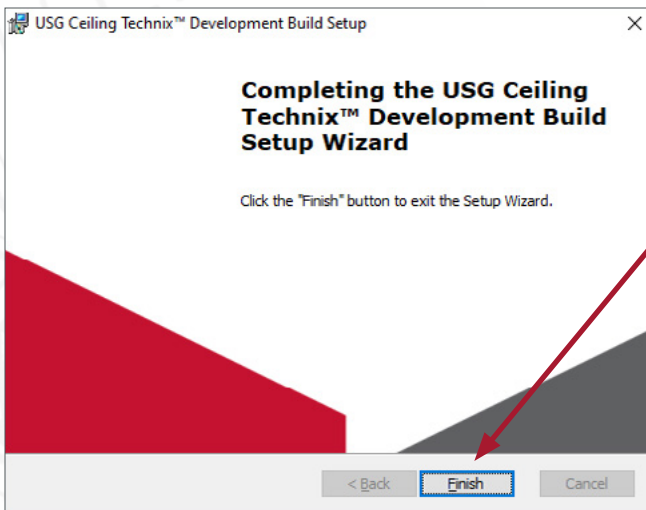 USG Ceiling Technix™ Development Build Setup
Completing the USG Ceiling
Technix™ Development Build
Setup Wizard
Click the "Finish" button to exit the Setup Wizard.
< Back Finish Cancel